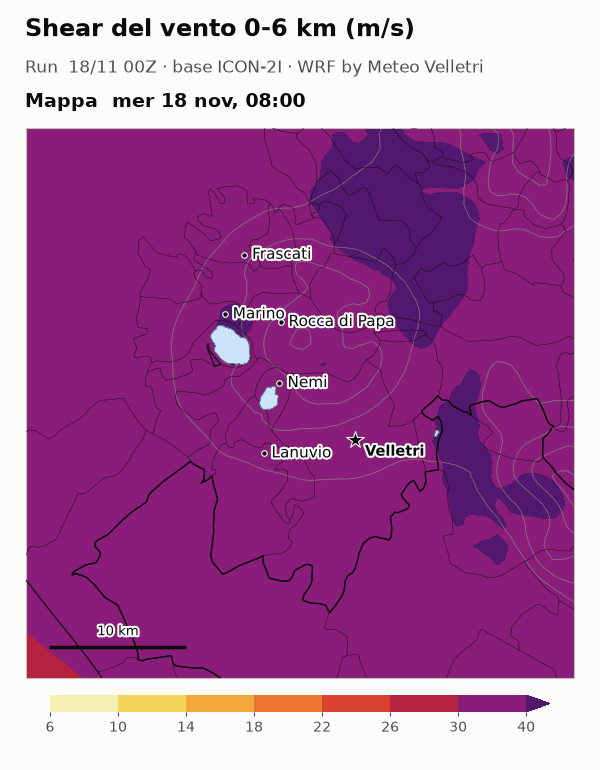 Shear del vento 0-6 km (m/s)
Run  18/11 00Z · base ICON-2I · WRF by Meteo Velletri
Mappa  mer 18 nov, 08:00
Frascati
Marino
Rocca di Papa
Nemi
Velletri
Lanuvio
10 km
6 10 14 18 22 26 30 40